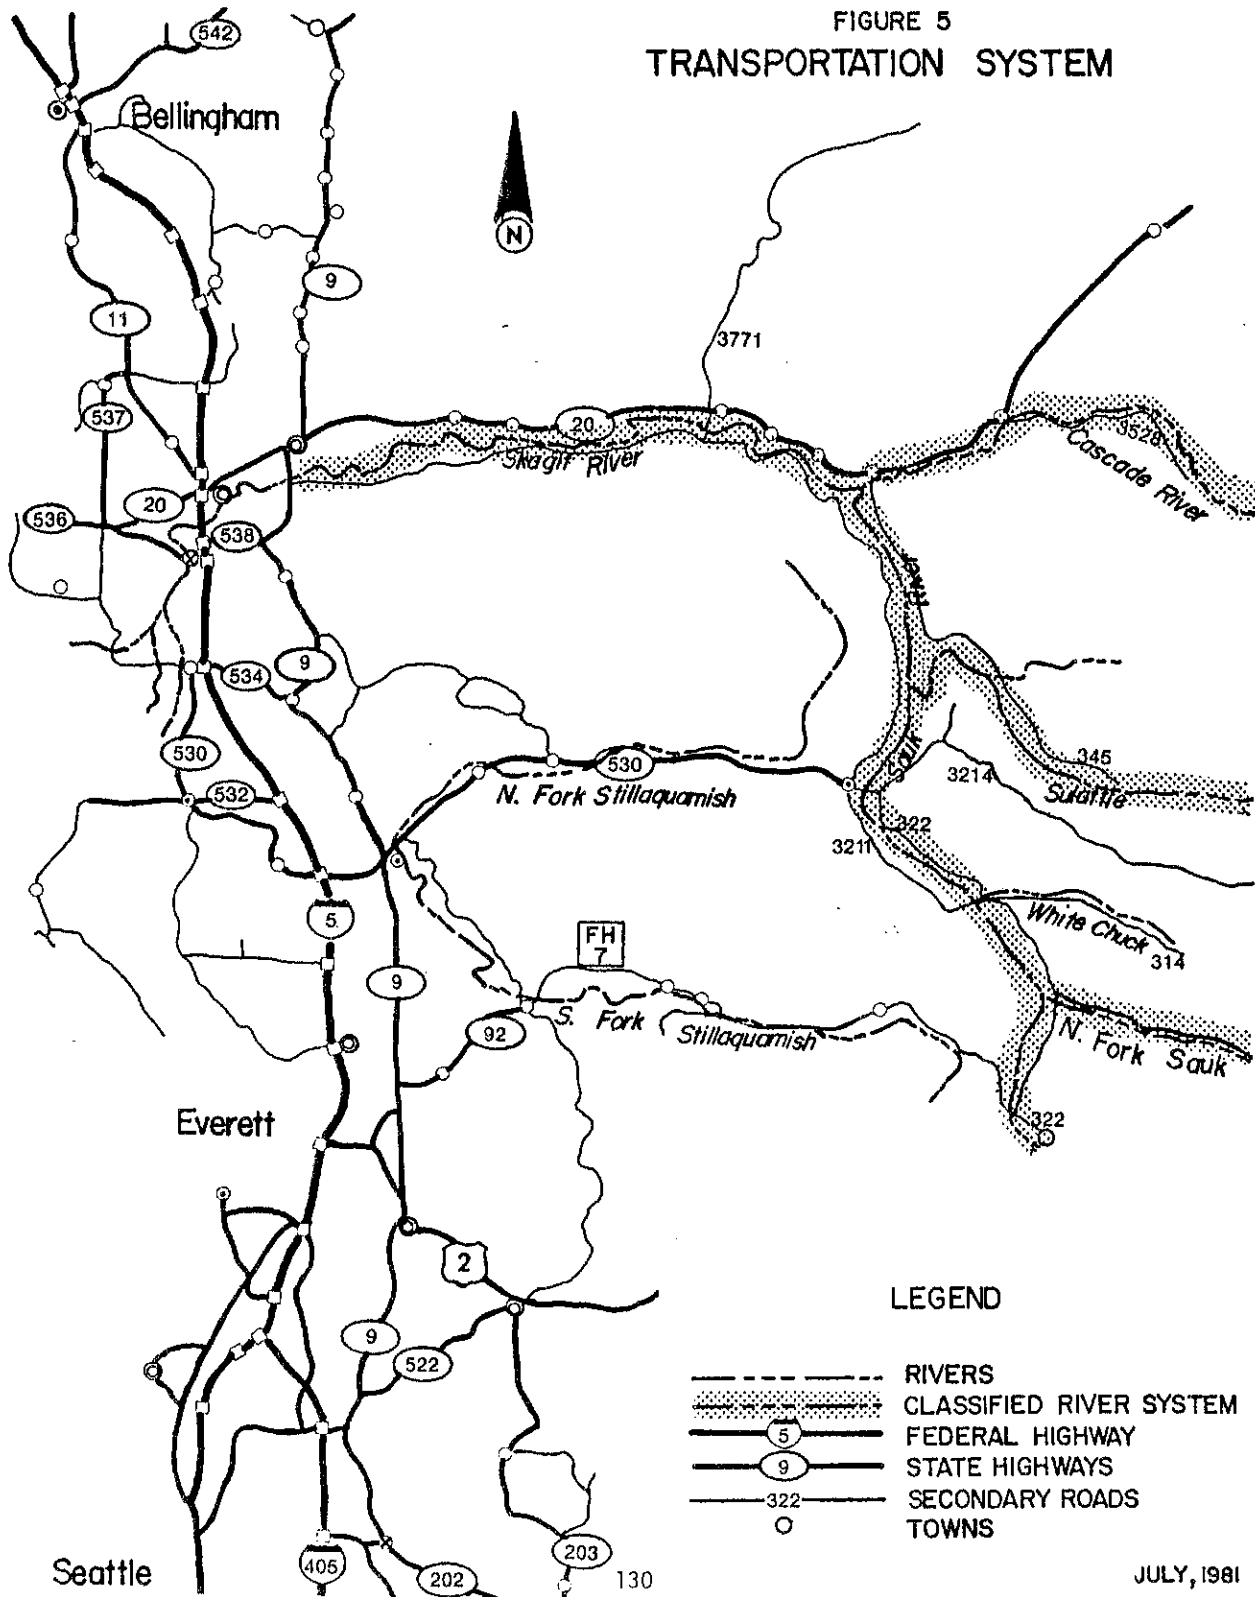 FIGURE 5
TRANSPORTATION SYSTEM
542
Bellingham
N
9
11
3771
537
20
Skagit River
3528
Cascade River
20
536
538
River
9
534
530
530
N. Fork Stillaquamish
532
Sauk
345
3214
Suiattle
322
3211
5
FH
7
White Chuck
314
9
92
S. Fork Stillaquamish
N. Fork Sauk
322
Everett
2
9
522
LEGEND
RIVERS
CLASSIFIED RIVER SYSTEM
5 FEDERAL HIGHWAY
9 STATE HIGHWAYS
322 SECONDARY ROADS
TOWNS
203
405
202
Seattle
130
JULY, 1981